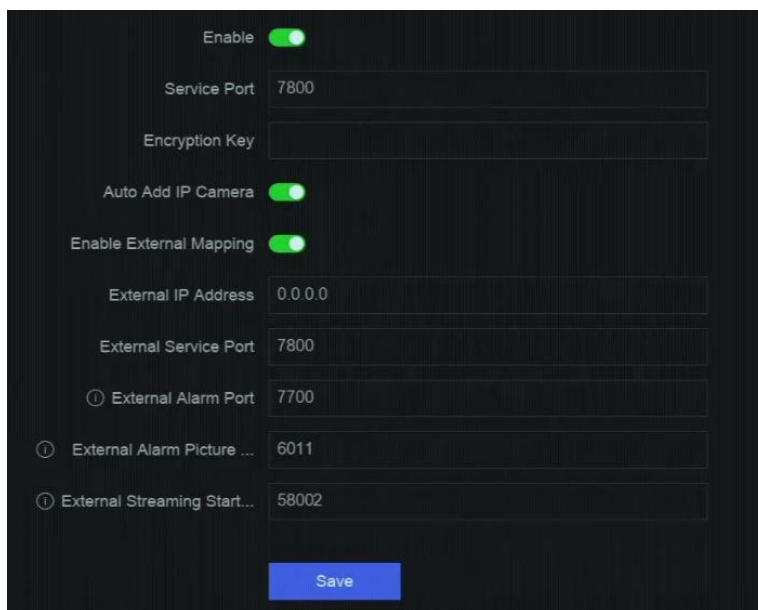 Enable
Service Port 7800
Encryption Key
Auto Add IP Camera
Enable External Mapping
External IP Address 0.0.0.0
External Service Port 7800
External Alarm Port 7700
External Alarm Picture ... 6011
External Streaming Start... 58002
Save